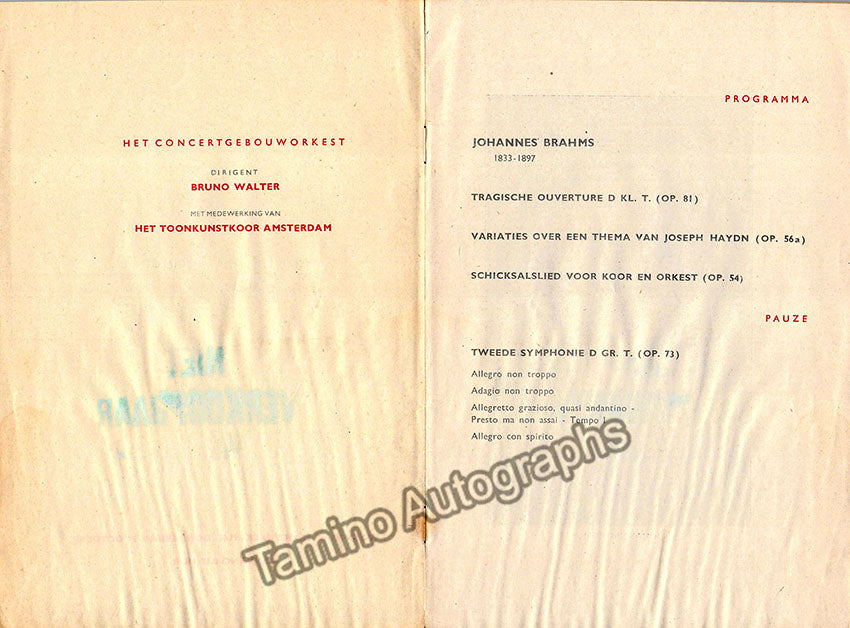 HET CONCERTGEBOUWORKEST
DIRIGENT
BRUNO WALTER
MET MEDEWERKING VAN
HET TOONKUNSTKOOR AMSTERDAM
PROGRAMMA
JOHANNES BRAHMS
1833-1897
TRAGISCHE OUVERTURE D KL. T. (OP. 81)
VARIATIES OVER EEN THEMA VAN JOSEPH HAYDN (OP. 56a)
SCHICKSALSLIED VOOR KOOR EN ORKEST (OP. 54)
PAUZE
TWEEDE SYMPHONIE D GR. T. (OP. 73)
Allegro non troppo
Adagio non troppo
Allegretto grazioso, quasi andantino -
Presto ma non assai - Tempo I
Allegro con spirito
Tamino Autographs